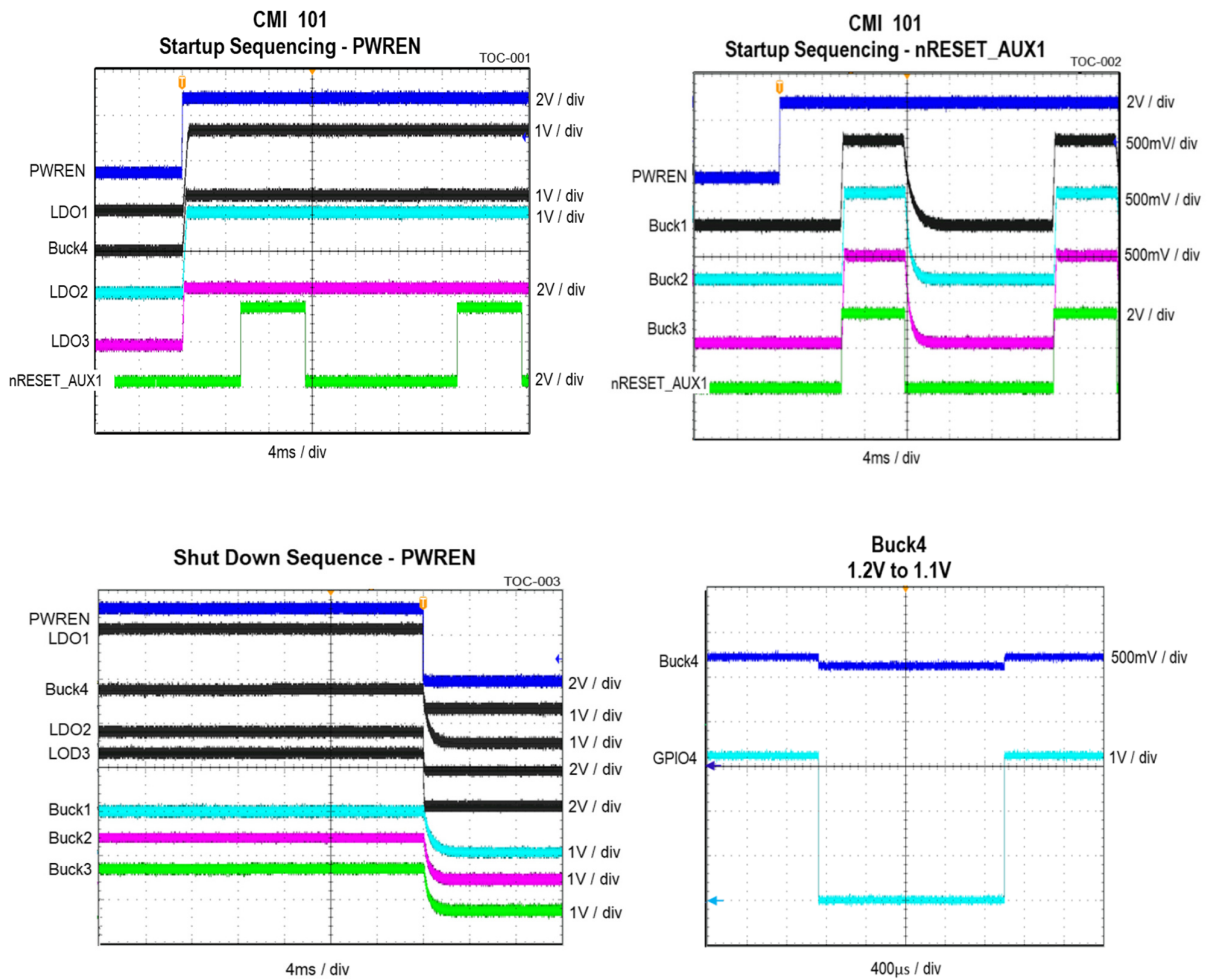 CMI 101
Startup Sequencing - PWREN
TOC-001
T
2V / div
1V / div
PWREN
1V / div
LDO1
1V / div
Buck4
LDO2
2V / div
LDO3
nRESET_AUX1
2V / div
4ms / div
CMI 101
Startup Sequencing - nRESET_AUX1
TOC-002
T
2V / div
500mV/ div
PWREN
500mV / div
Buck1
500mV / div
Buck2
2V / div
Buck3
nRESET_AUX1
4ms / div
Shut Down Sequence - PWREN
TOC-003
T
PWREN
LDO1
2V / div
Buck4
1V / div
LDO2
1V / div
LOD3
2V / div
Buck1
2V / div
Buck2
1V / div
Buck3
1V / div
1V / div
4ms / div
Buck4
1.2V to 1.1V
Buck4
500mV / div
GPIO4
1V / div
400µs / div